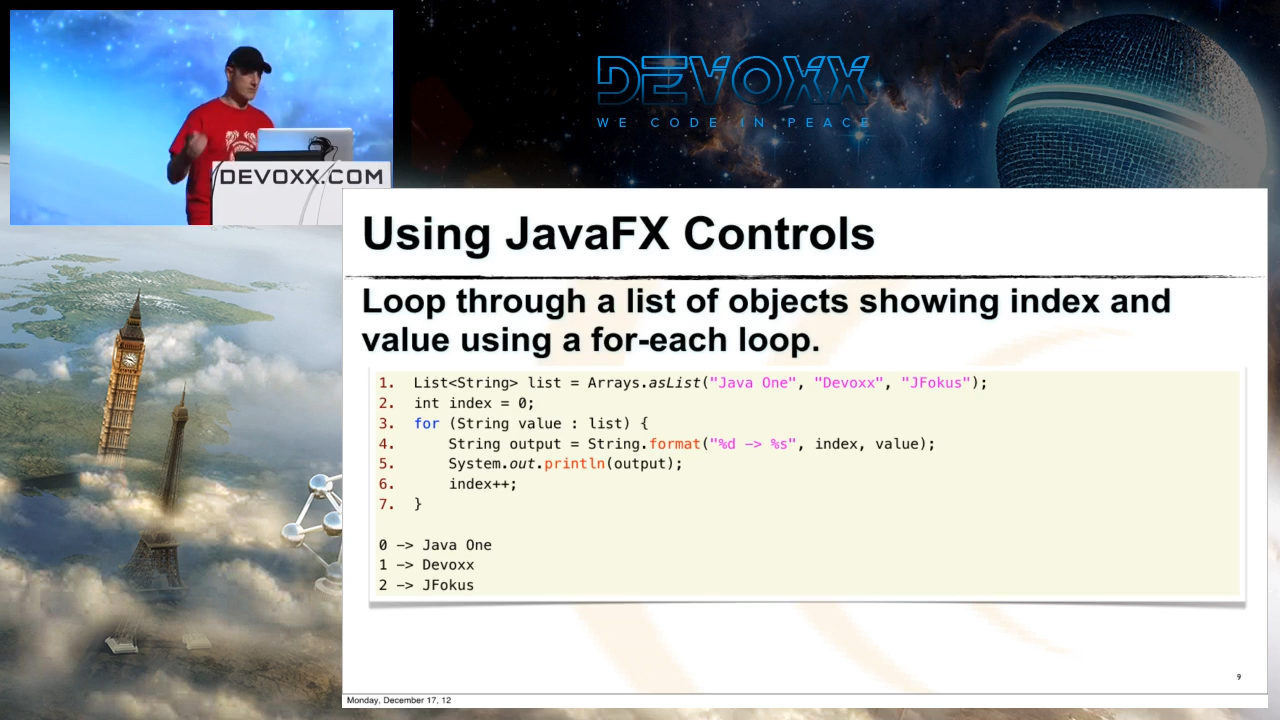 DEVOXX
WE CODE IN PEACE
DEVOXX.COM
Using JavaFX Controls
Loop through a list of objects showing index and
value using a for-each loop.
1. List<String> list = Arrays.asList("Java One", "Devoxx", "JFokus");
2. int index = 0;
3. for (String value : list) {
4. String output = String.format("%d -> %s", index, value);
5. System.out.println(output);
6. index++;
7. }
0 -> Java One
1 -> Devoxx
2 -> JFokus
9
Monday, December 17, 12